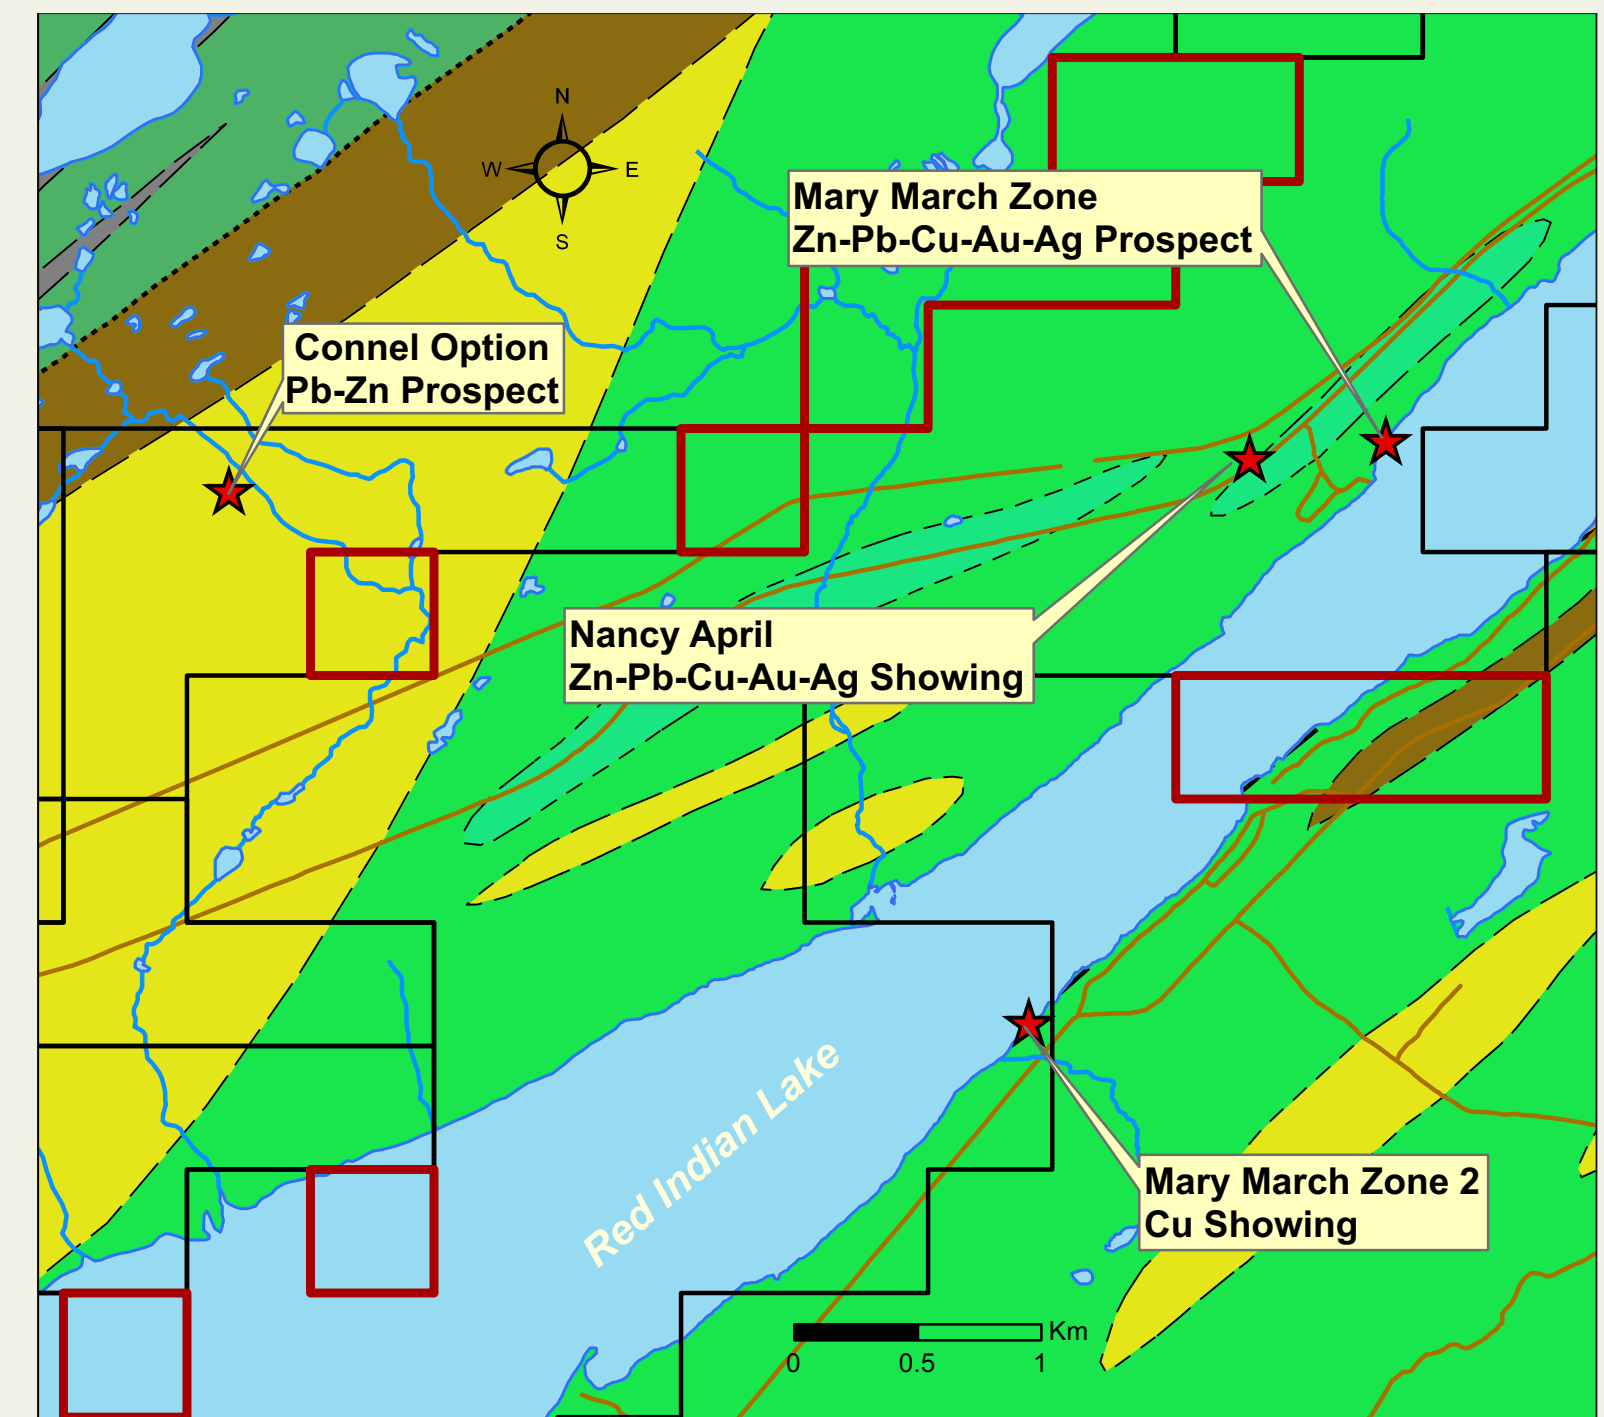 N
W E
S
Mary March Zone
Zn-Pb-Cu-Au-Ag Prospect
Connel Option
Pb-Zn Prospect
Nancy April
Zn-Pb-Cu-Au-Ag Showing
Red Indian Lake
Mary March Zone 2
Cu Showing
Km
0 0.5 1